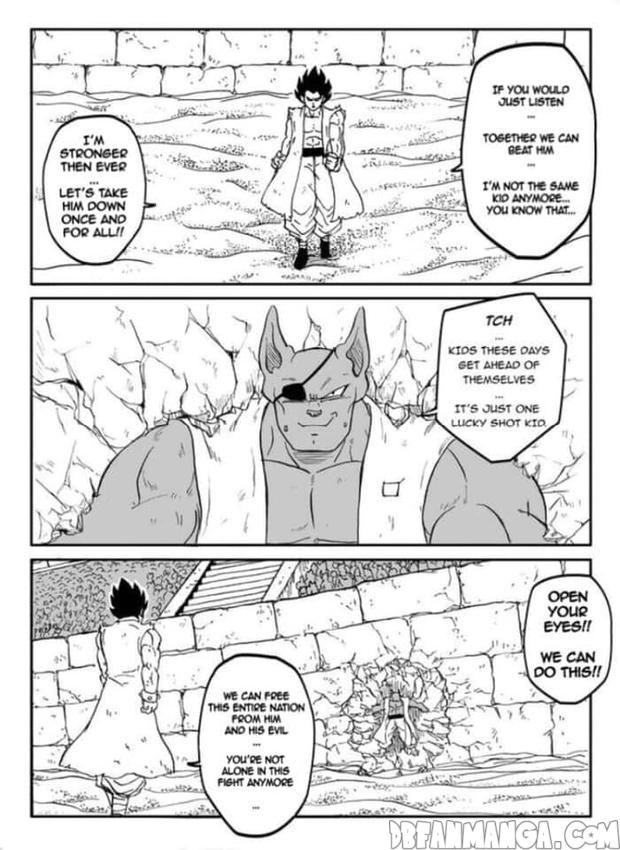 IF YOU WOULD
JUST LISTEN
...
TOGETHER WE CAN
BEAT HIM
...
I'M NOT THE SAME
KID ANYMORE...
YOU KNOW THAT...
I'M
STRONGER
THEN EVER
...
LET'S TAKE
HIM DOWN
ONCE AND
FOR ALL!!
TCH
...
KIDS THESE DAYS
GET AHEAD OF
THEMSELVES
...
IT'S JUST ONE
LUCKY SHOT KID.
OPEN
YOUR
EYES!!
WE CAN
DO THIS!!
WE CAN FREE
THIS ENTIRE NATION
FROM HIM
AND HIS EVIL
...
YOU'RE NOT
ALONE IN THIS
FIGHT ANYMORE
...
DBFANMANGA.COM